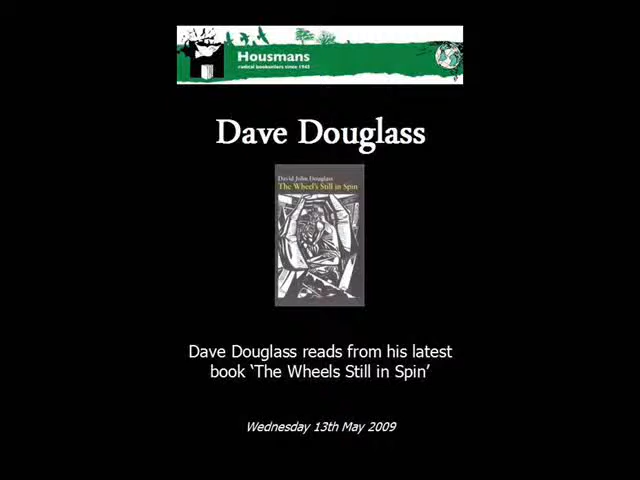 Housmans
radical booksellers since 1945
Dave Douglass
David John Douglass
The Wheel's Still in Spin
Dave Douglass reads from his latest
book ‘The Wheels Still in Spin’
Wednesday 13th May 2009